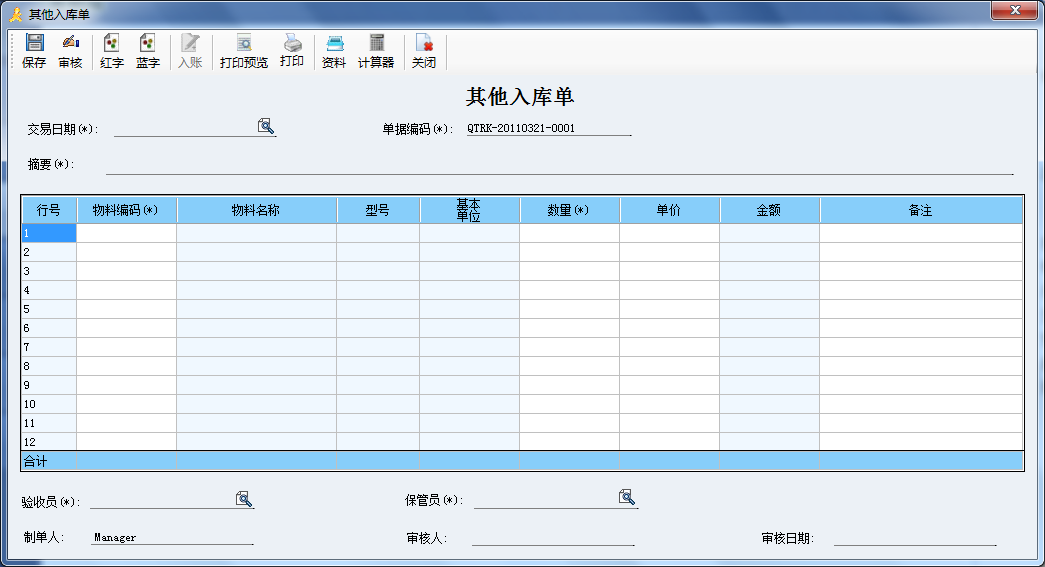 其他入库单
保存 审核 红字 蓝字 入账 打印预览 打印 资料 计算器 关闭
其他入库单
交易日期(*): 单据编码(*): QTRK-20110321-0001
摘要(*):
行号 物料编码(*) 物料名称 型号 基本单位 数量(*) 单价 金额 备注
1
2
3
4
5
6
7
8
9
10
11
12
合计
验收员(*): 保管员(*):
制单人: Manager 审核人: 审核日期: